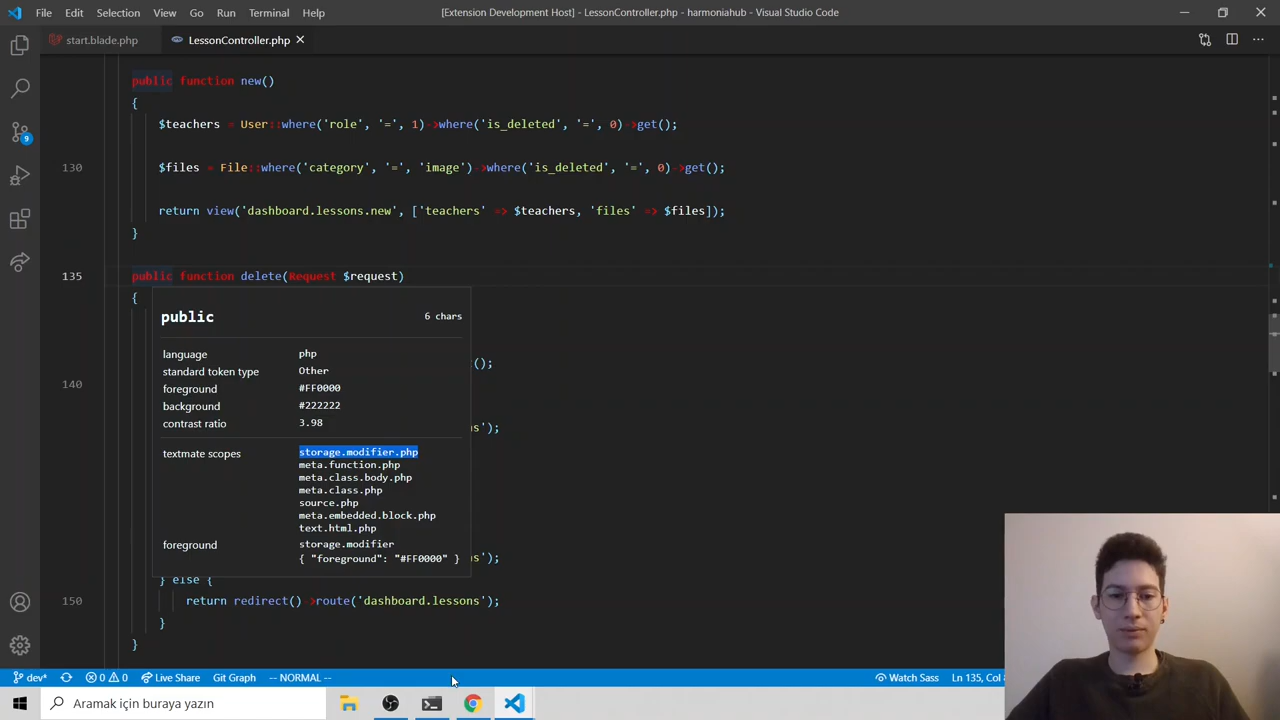 File Edit Selection View Go Run Terminal Help
[Extension Development Host] - LessonController.php - harmoniahub - Visual Studio Code
start.blade.php
LessonController.php
public function new()
{
$teachers = User::where('role', '=', 1)->where('is_deleted', '=', 0)->get();
130 $files = File::where('category', '=', 'image')->where('is_deleted', '=', 0)->get();
return view('dashboard.lessons.new', ['teachers' => $teachers, 'files' => $files]);
}
135 public function delete(Request $request)
{
public 6 chars
language php
standard token type Other
foreground #FF0000
background #222222
contrast ratio 3.98
textmate scopes storage.modifier.php
meta.function.php
meta.class.body.php
meta.class.php
source.php
meta.embedded.block.php
text.html.php
foreground storage.modifier
{ "foreground": "#FF0000" }
();
140
s');
s');
} else {
150 return redirect()->route('dashboard.lessons');
}
}
9
dev* 0 0 Live Share Git Graph -- NORMAL -- Watch Sass Ln 135, Col 8
Aramak için buraya yazın